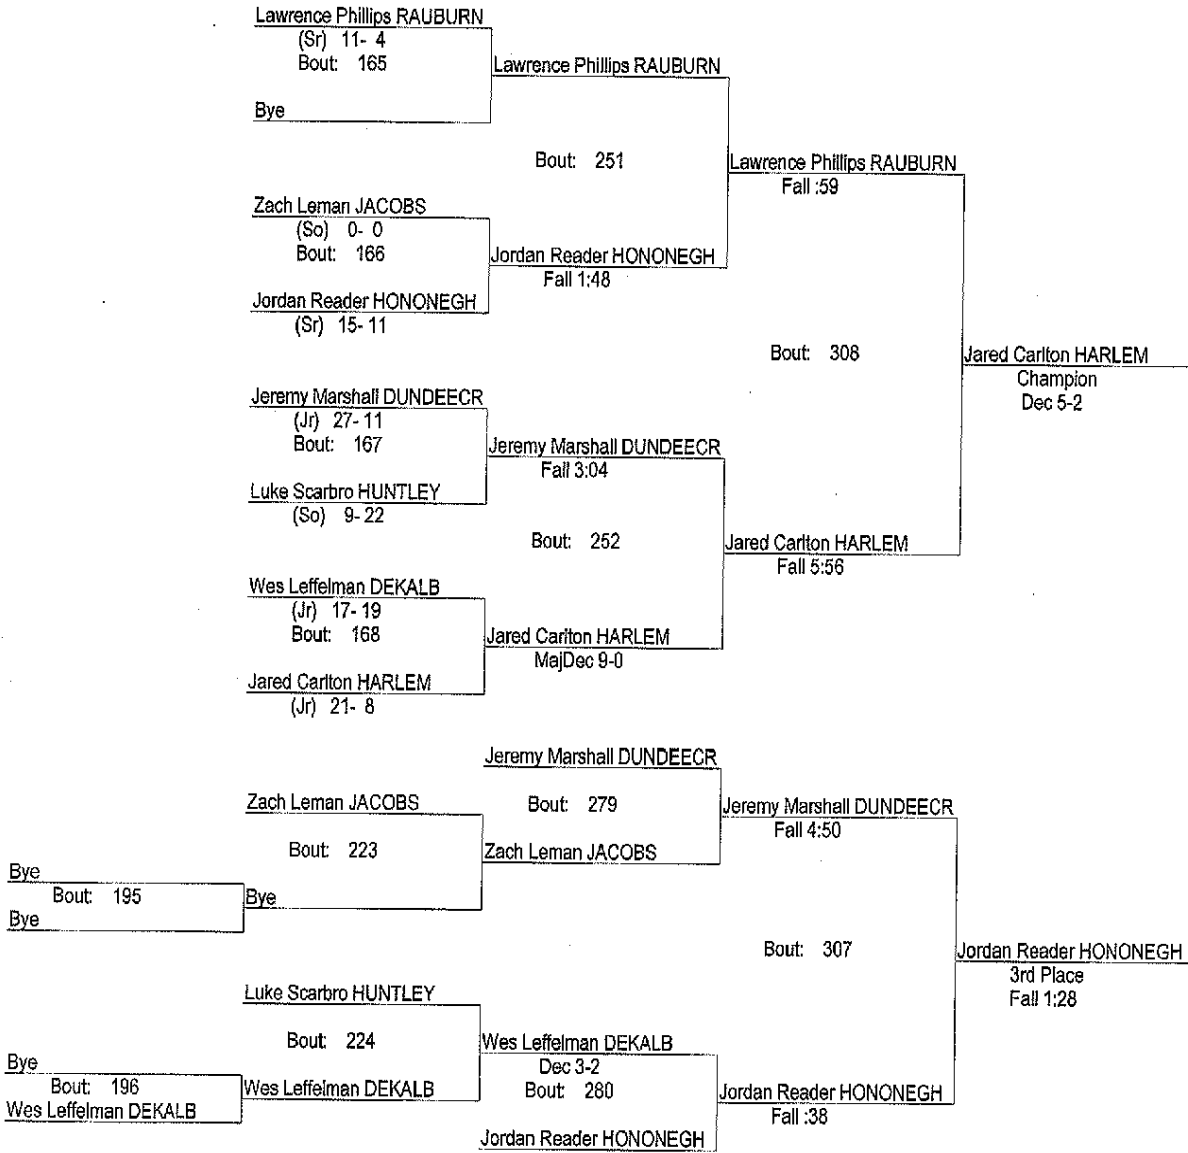 Lawrence Phillips RAUBURN
(Sr) 11- 4
Bout: 165
Lawrence Phillips RAUBURN
Bye
Bout: 251
Lawrence Phillips RAUBURN
Fall :59
Zach Leman JACOBS
(So) 0- 0
Bout: 166
Jordan Reader HONONEGH
Fall 1:48
Jordan Reader HONONEGH
(Sr) 15- 11
Bout: 308
Jared Carlton HARLEM
Champion
Dec 5-2
Jeremy Marshall DUNDEECR
(Jr) 27- 11
Bout: 167
Jeremy Marshall DUNDEECR
Fall 3:04
Luke Scarbro HUNTLEY
(So) 9- 22
Bout: 252
Jared Carlton HARLEM
Fall 5:56
Wes Leffelman DEKALB
(Jr) 17- 19
Bout: 168
Jared Carlton HARLEM
MajDec 9-0
Jared Carlton HARLEM
(Jr) 21- 8
Jeremy Marshall DUNDEECR
Zach Leman JACOBS
Bout: 279
Jeremy Marshall DUNDEECR
Fall 4:50
Bout: 223
Zach Leman JACOBS
Bye
Bout: 195
Bye
Bye
Bout: 307
Jordan Reader HONONEGH
3rd Place
Fall 1:28
Luke Scarbro HUNTLEY
Bout: 224
Wes Leffelman DEKALB
Dec 3-2
Bye
Bout: 196
Wes Leffelman DEKALB
Bout: 280
Jordan Reader HONONEGH
Fall :38
Wes Leffelman DEKALB
Jordan Reader HONONEGH